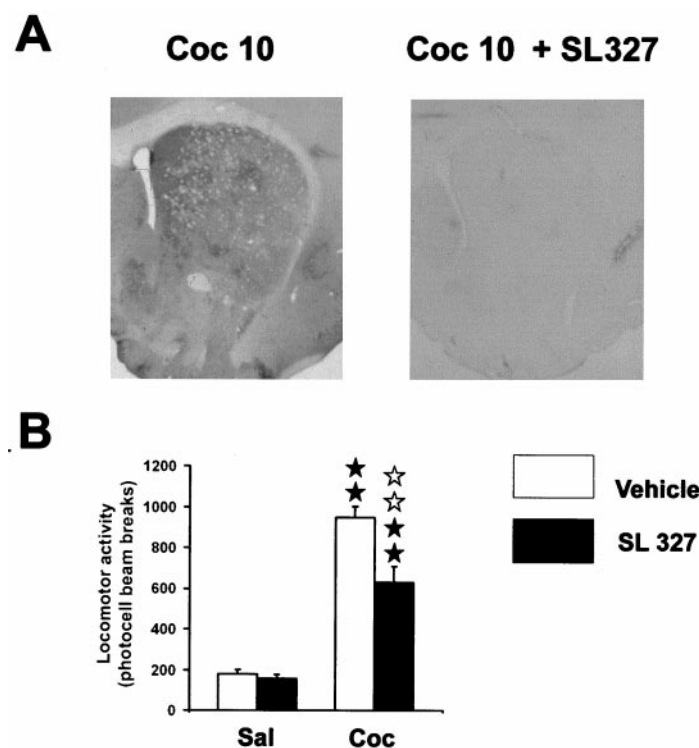 A
Coc 10
Coc 10 + SL327
B
1200
1000
800
600
400
200
0
Locomotor activity
(photocell beam breaks)
Sal
Coc
Vehicle
SL 327